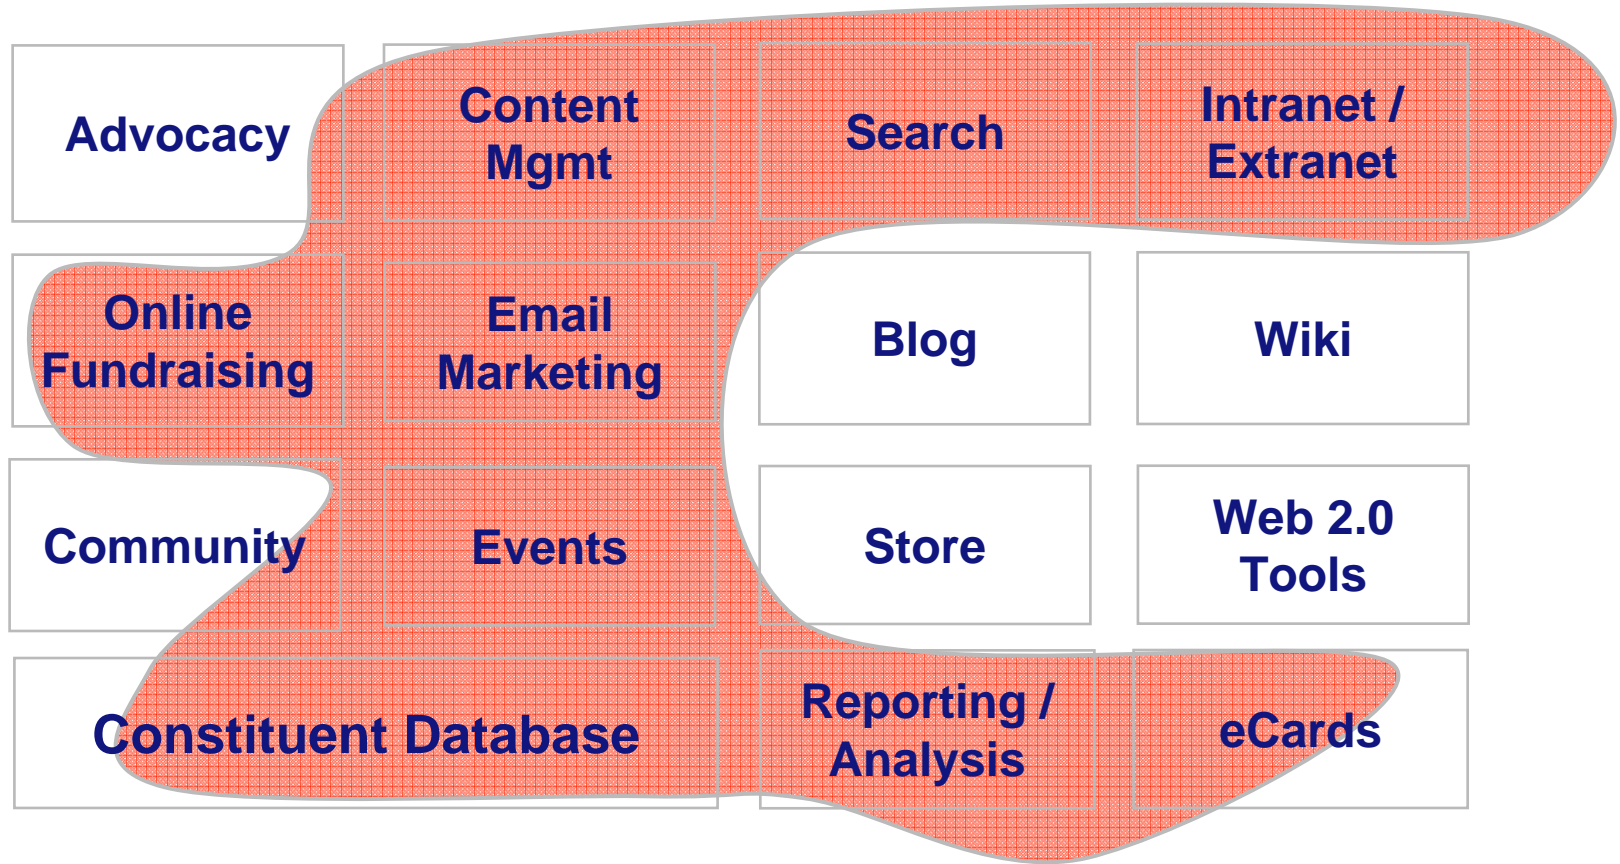 Advocacy
Content
Mgmt
Search
Intranet /
Extranet
Online
Fundraising
Email
Marketing
Blog
Wiki
Community
Events
Store
Web 2.0
Tools
Constituent Database
Reporting /
Analysis
eCards